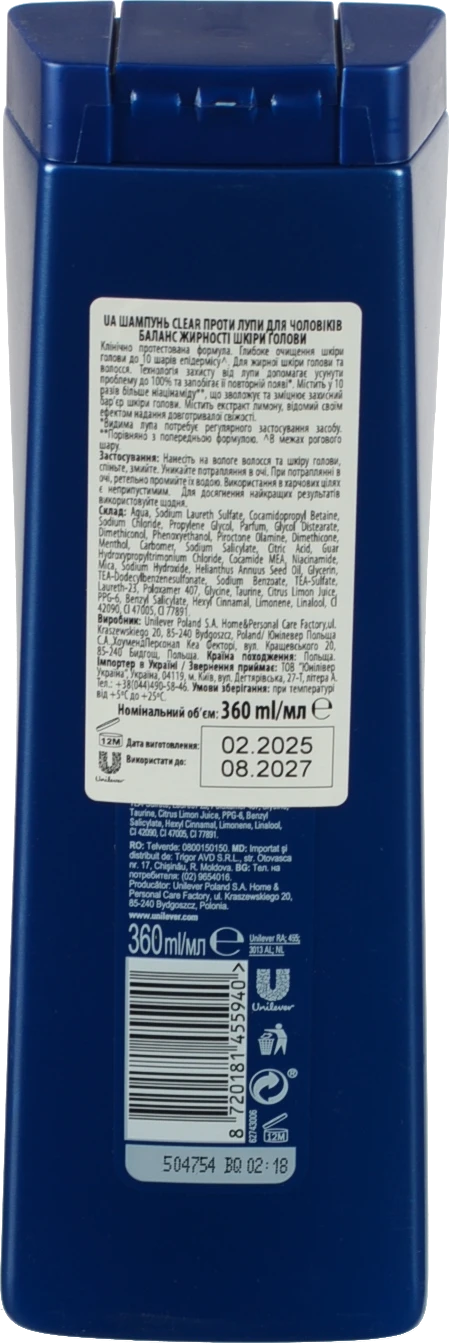 UA ШАМПУНЬ CLEAR ПРОТИ ЛУПИ ДЛЯ ЧОЛОВІКІВ
БАЛАНС ЖИРНОСТІ ШКІРИ ГОЛОВИ
Клінічно протестована формула. Глибоке очищення шкіри
голови до 10 шарів епідермісу^. Для жирної шкіри голови та
волосся. Технологія захисту від лупи допомагає усунути
проблему до 100% та запобігає її повторній появі*. Містить у 10
разів більше ніацинаміду**, що зволожує та зміцнює захисний
бар'єр шкіри голови. Містить екстракт лимону, відомий своїм
ефектом надання довготривалої свіжості.
*Видима лупа потребує регулярного застосування засобу.
**Порівняно з попередньою формулою. ^В межах рогового
шару.
Застосування: Нанесіть на вологе волосся та шкіру голови,
спіньте, змийте. Уникайте потрапляння в очі. При потраплянні в
очі, ретельно промийте їх водою. Використання в харчових цілях
є неприпустимим. Для досягнення найкращих результатів
використовуйте щодня.
Склад: Aqua, Sodium Laureth Sulfate, Cocamidopropyl Betaine,
Sodium Chloride, Propylene Glycol, Parfum, Glycol Distearate,
Dimethiconol, Phenoxyethanol, Piroctone Olamine, Dimethicone,
Menthol, Carbomer, Sodium Salicylate, Citric Acid, Guar
Hydroxypropyltrimonium Chloride, Cocamide MEA, Niacinamide,
Mica, Sodium Hydroxide, Helianthus Annuus Seed Oil, Glycerin,
TEA-Dodecylbenzenesulfonate, Sodium Benzoate, TEA-Sulfate,
Laureth-23, Poloxamer 407, Glycine, Taurine, Citrus Limon Juice,
PPG-6, Benzyl Salicylate, Hexyl Cinnamal, Limonene, Linalool, CI
42090, CI 47005, CI 77891.
Виробник: Unilever Poland S.A. Home&Personal Care Factory,ul.
Kraszewskiego 20, 85-240 Bydgoszcz, Poland/ Юнілевер Польща
С.А.,ХоумендПерсонал Кеа Фекторі, вул. Крашевського 20,
85-240 Бидгощ, Польща. Країна походження: Польща.
Імпортер в Україні / Звернення приймає: ТОВ "Юнілівер
Україна", Україна, 04119, м. Київ, вул. Дегтярівська, 27-Т, літера А.
Тел.: +38(044)490-58-46. Умови зберігання: при температурі
від +5°С до +25°С.
Номінальний об'єм: 360 ml/мл ℮
12M Дата виготовлення: 02.2025
Використати до: 08.2027
Unilever
Taurine, Citrus Limon Juice, PPG-6, Benzyl
Salicylate, Hexyl Cinnamal, Limonene, Linalool,
CI 42090, CI 47005, CI 77891.
RO: Telverde: 0800150150. MD: Importat și
distribuit de: Trigor AVD S.R.L., str. Otovasca
nr. 17, Chișinău, R. Moldova. BG: Тел. на
потребителя: (02) 9654016.
Producător: Unilever Poland S.A. Home &
Personal Care Factory, ul. Kraszewskiego 20,
85-240 Bydgoszcz, Polonia.
www.unilever.com
360 ml/мл ℮
Unilever RA; 455;
3013 AL; NL
Unilever
8 720181 455940 >
62743006
®
12M
504754 BQ 02:18